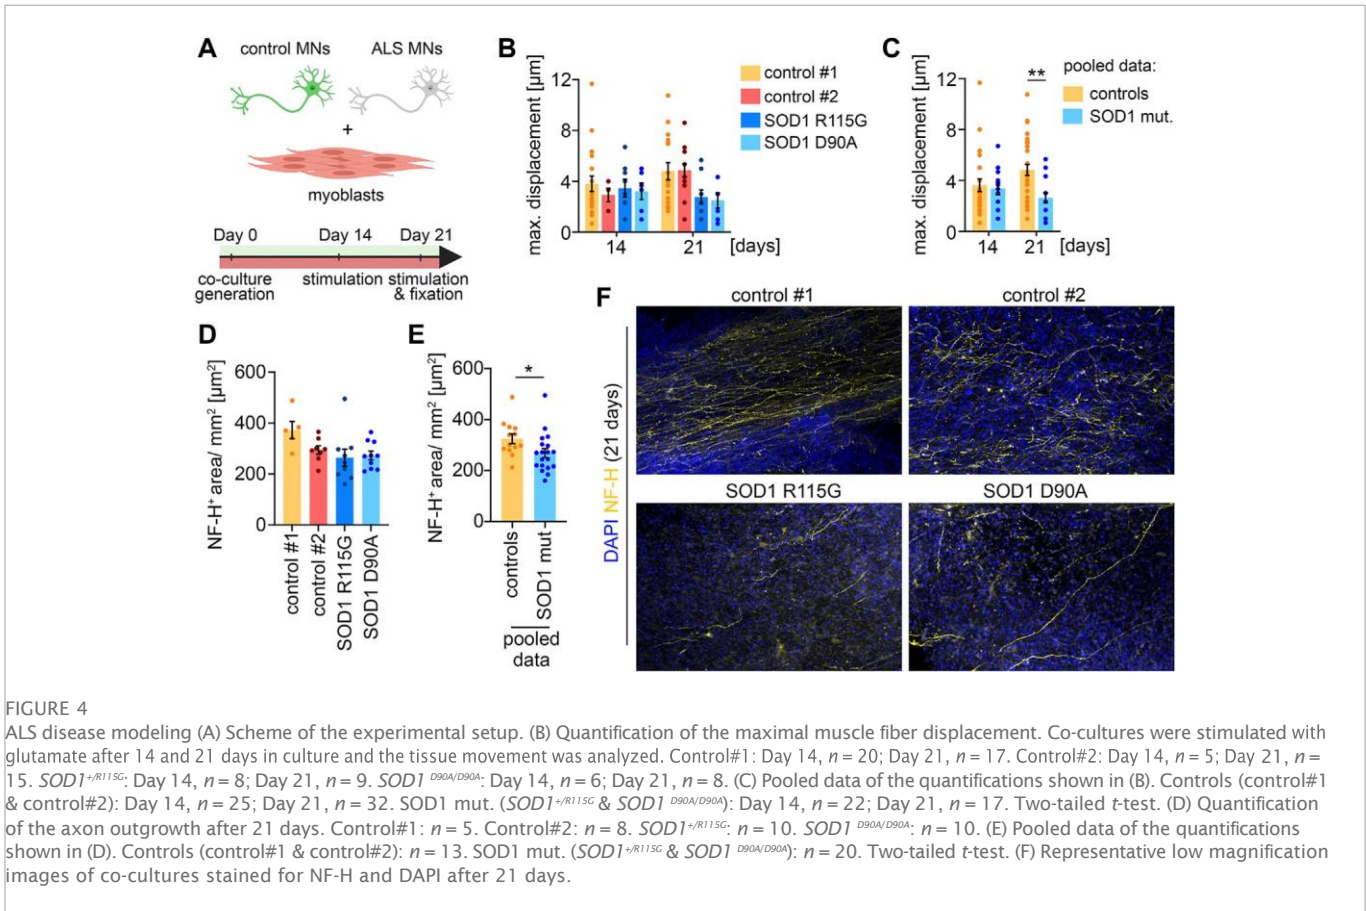 A
control MNs
ALS MNs
+
myoblasts
Day 0
Day 14
Day 21
co-culture
generation
stimulation
stimulation
& fixation
B
max. displacement [µm]
12
8
4
0
14
21
[days]
control #1
control #2
SOD1 R115G
SOD1 D90A
C
max. displacement [µm]
12
8
4
0
**
14
21
[days]
pooled data:
controls
SOD1 mut.
D
NF-H⁺ area/ mm² [µm²]
600
400
200
0
control #1
control #2
SOD1 R115G
SOD1 D90A
E
NF-H⁺ area/ mm² [µm²]
600
400
200
0
*
controls
SOD1 mut
pooled
data
F
DAPI NF-H (21 days)
control #1
control #2
SOD1 R115G
SOD1 D90A
FIGURE 4
ALS disease modeling (A) Scheme of the experimental setup. (B) Quantification of the maximal muscle fiber displacement. Co-cultures were stimulated with
glutamate after 14 and 21 days in culture and the tissue movement was analyzed. Control#1: Day 14, n = 20; Day 21, n = 17. Control#2: Day 14, n = 5; Day 21, n =
15. SOD1⁺/ᴿ¹¹⁵ᴳ: Day 14, n = 8; Day 21, n = 9. SOD1 ᴰ⁹⁰ᴬ/ᴰ⁹⁰ᴬ: Day 14, n = 6; Day 21, n = 8. (C) Pooled data of the quantifications shown in (B). Controls (control#1
& control#2): Day 14, n = 25; Day 21, n = 32. SOD1 mut. (SOD1⁺/ᴿ¹¹⁵ᴳ & SOD1 ᴰ⁹⁰ᴬ/ᴰ⁹⁰ᴬ): Day 14, n = 22; Day 21, n = 17. Two-tailed t-test. (D) Quantification
of the axon outgrowth after 21 days. Control#1: n = 5. Control#2: n = 8. SOD1⁺/ᴿ¹¹⁵ᴳ: n = 10. SOD1 ᴰ⁹⁰ᴬ/ᴰ⁹⁰ᴬ: n = 10. (E) Pooled data of the quantifications
shown in (D). Controls (control#1 & control#2): n = 13. SOD1 mut. (SOD1⁺/ᴿ¹¹⁵ᴳ & SOD1 ᴰ⁹⁰ᴬ/ᴰ⁹⁰ᴬ): n = 20. Two-tailed t-test. (F) Representative low magnification
images of co-cultures stained for NF-H and DAPI after 21 days.